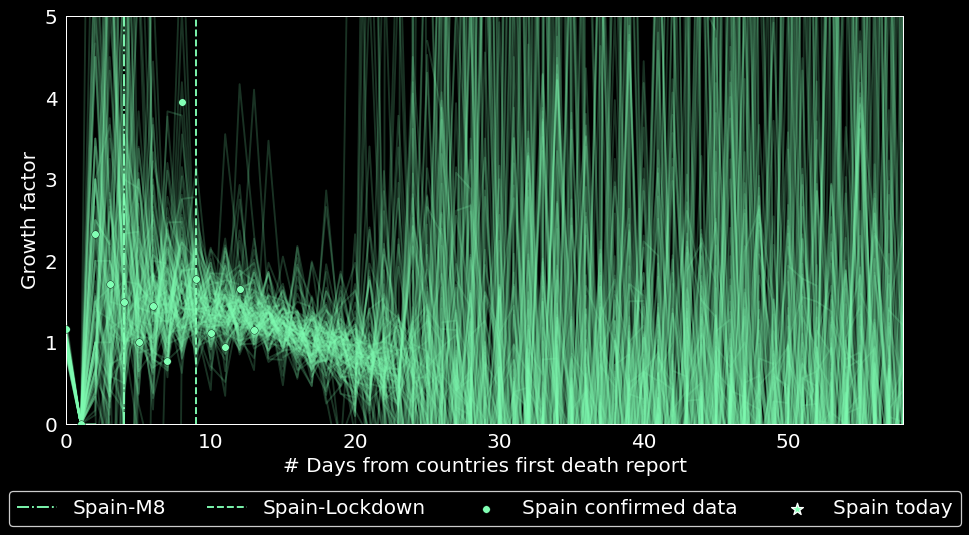 5
4
3
2
1
0
Growth factor
0 10 20 30 40 50
# Days from countries first death report
Spain-M8 Spain-Lockdown Spain confirmed data Spain today